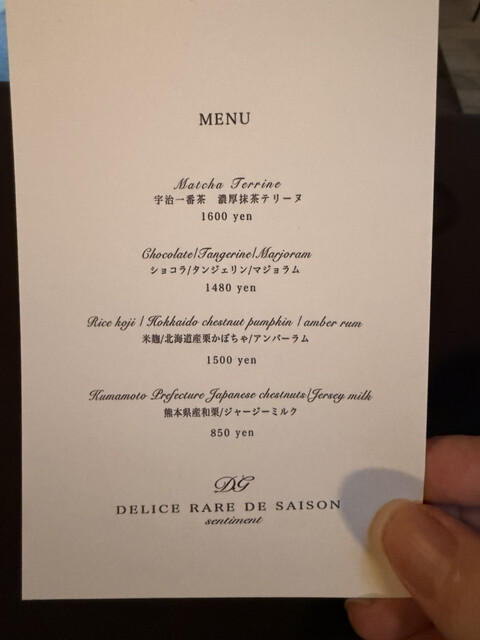 MENU
Matcha Terrine
宇治一番茶　濃厚抹茶テリーヌ
1600 yen
Chocolate/Tangerine/Marjoram
ショコラ/タンジェリン/マジョラム
1480 yen
Rice koji / Hokkaido chestnut pumpkin / amber rum
米麹/北海道産栗かぼちゃ/アンバーラム
1500 yen
Kumamoto Prefecture Japanese chestnuts/Jersey milk
熊本県産和栗/ジャージーミルク
850 yen
DG
DELICE RARE DE SAISON
sentiment